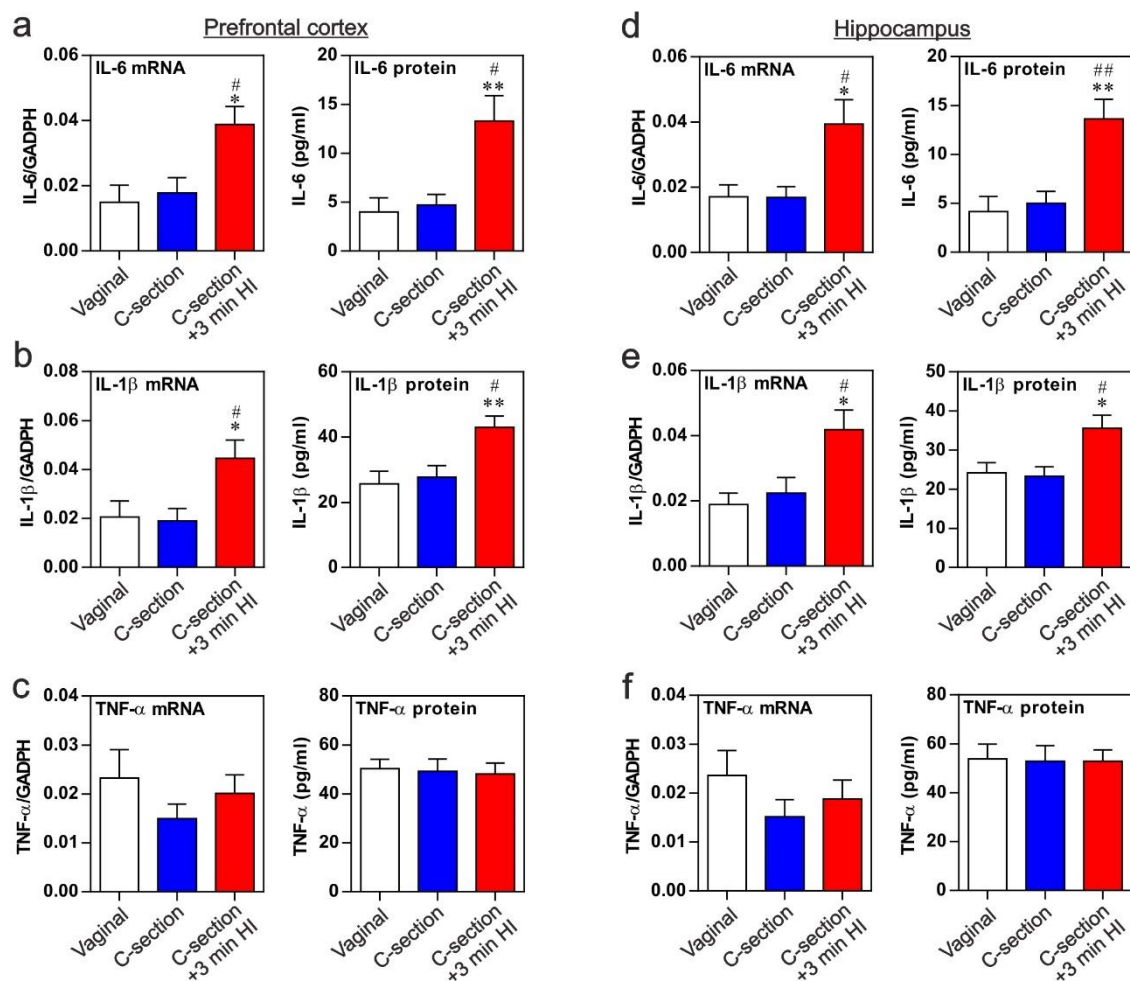 a
Prefrontal cortex
IL-6 mRNA
IL-6/GADPH
0.06
0.04
0.02
0.00
#
*
Vaginal
C-section
C-section
+3 min HI
IL-6 protein
IL-6 (pg/ml)
20
15
10
5
0
#
**
Vaginal
C-section
C-section
+3 min HI
b
IL-1β mRNA
IL-1β/GADPH
0.08
0.06
0.04
0.02
0.00
#
*
Vaginal
C-section
C-section
+3 min HI
IL-1β protein
IL-1β (pg/ml)
60
40
20
0
#
**
Vaginal
C-section
C-section
+3 min HI
c
TNF-α mRNA
TNF-α/GADPH
0.04
0.03
0.02
0.01
0.00
Vaginal
C-section
C-section
+3 min HI
TNF-α protein
TNF-α (pg/ml)
80
60
40
20
0
Vaginal
C-section
C-section
+3 min HI
d
Hippocampus
IL-6 mRNA
IL-6/GADPH
0.06
0.04
0.02
0.00
#
*
Vaginal
C-section
C-section
+3 min HI
IL-6 protein
IL-6 (pg/ml)
20
15
10
5
0
##
**
Vaginal
C-section
C-section
+3 min HI
e
IL-1β mRNA
IL-1β/GADPH
0.06
0.04
0.02
0.00
#
*
Vaginal
C-section
C-section
+3 min HI
IL-1β protein
IL-1β (pg/ml)
50
40
30
20
10
0
#
*
Vaginal
C-section
C-section
+3 min HI
f
TNF-α mRNA
TNF-α/GADPH
0.04
0.03
0.02
0.01
0.00
Vaginal
C-section
C-section
+3 min HI
TNF-α protein
TNF-α (pg/ml)
80
60
40
20
0
Vaginal
C-section
C-section
+3 min HI